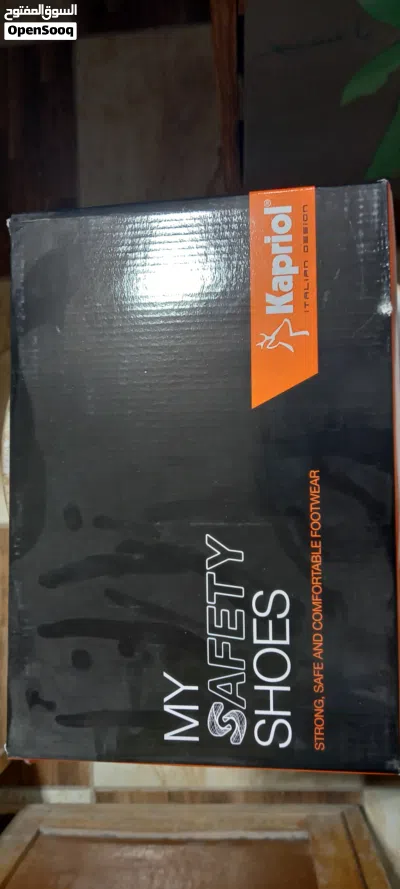 السوق المفتوح
OpenSooq
Kapriol®
ITALIAN DESIGN
MY
SAFETY
SHOES
STRONG, SAFE AND COMFORTABLE FOOTWEAR